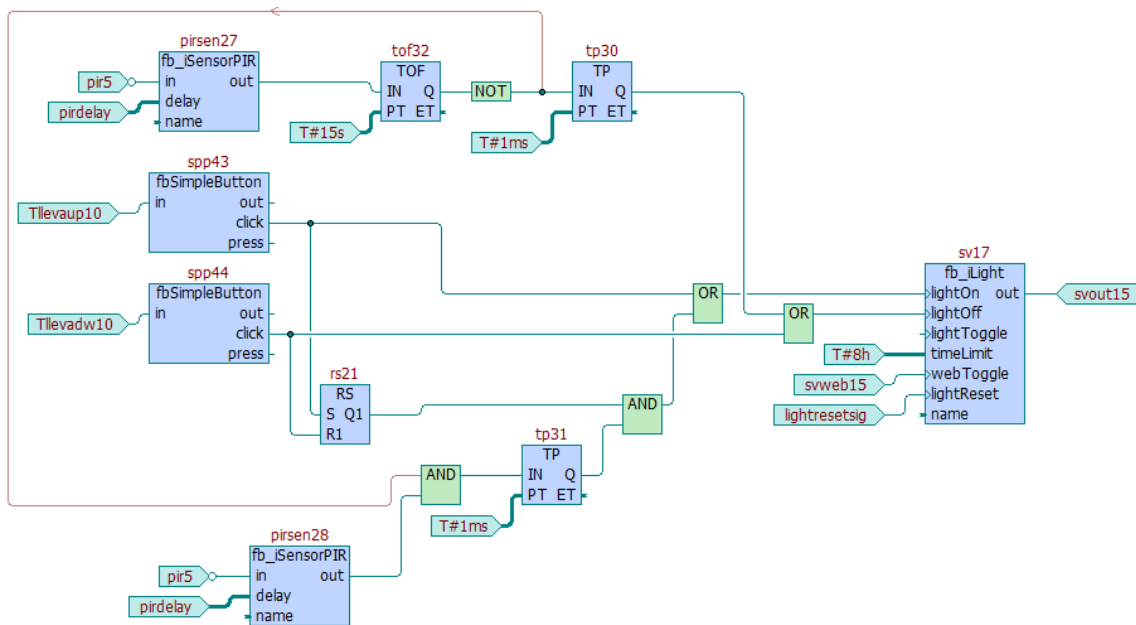 pirsen27
fb_iSensorPIR
in out
delay
name
pir5
pirdelay
tof32
TOF
IN Q
PT ET
T#15s
NOT
tp30
TP
IN Q
PT ET
T#1ms
spp43
fbSimpleButton
in out
click
press
Tllevaup10
spp44
fbSimpleButton
in out
click
press
Tllevadw10
rs21
RS
S Q1
R1
OR
OR
AND
sv17
fb_iLight
lightOn out
lightOff
lightToggle
timeLimit
webToggle
lightReset
name
svout15
T#8h
svweb15
lightresetsig
AND
tp31
TP
IN Q
PT ET
T#1ms
pirsen28
fb_iSensorPIR
in out
delay
name
pir5
pirdelay